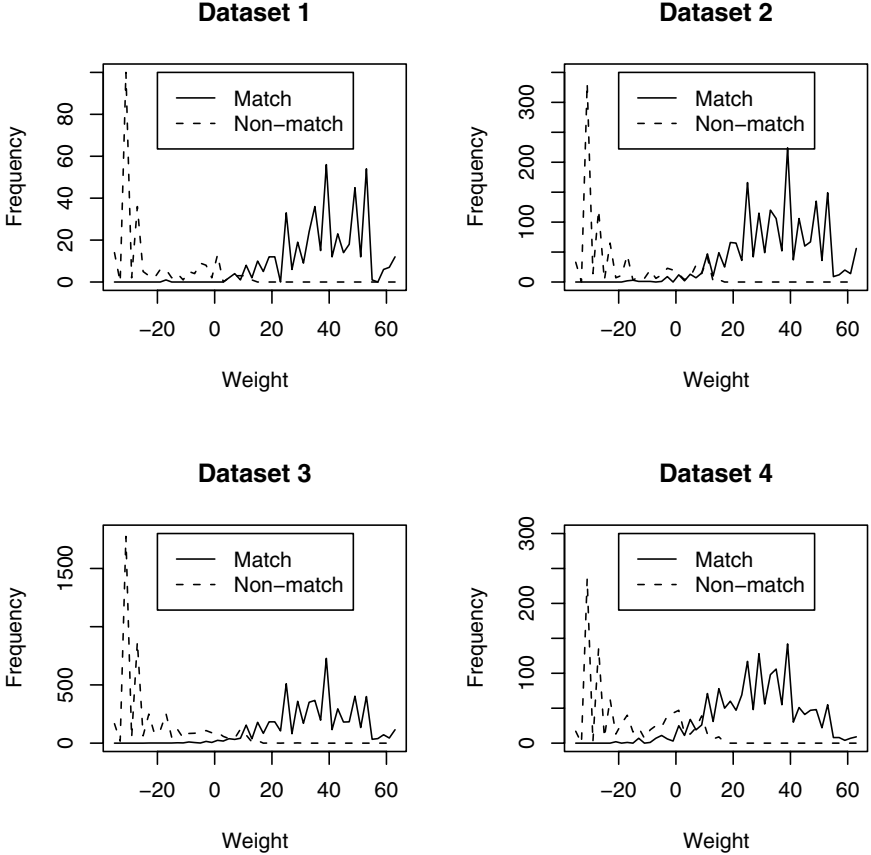 Dataset 1
Frequency
0 20 40 60 80
Match
Non−match
−20 0 20 40 60
Weight
Dataset 2
Frequency
0 100 200 300
Match
Non−match
−20 0 20 40 60
Weight
Dataset 3
Frequency
0 500 1500
Match
Non−match
−20 0 20 40 60
Weight
Dataset 4
Frequency
0 100 200 300
Match
Non−match
−20 0 20 40 60
Weight